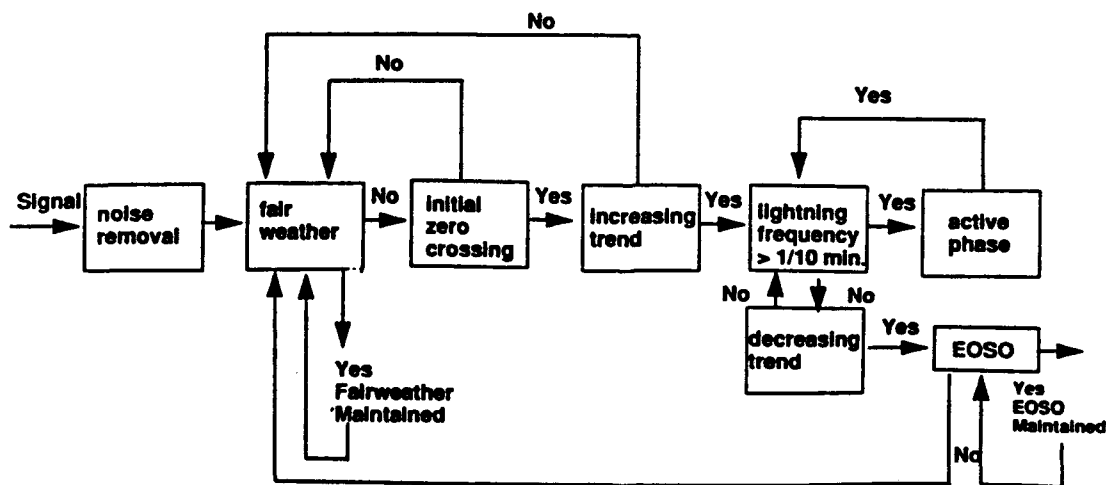 No
No
Yes
Signal
noise
removal
fair
weather
No
initial
zero
crossing
Yes
increasing
trend
Yes
lightning
frequency
> 1/10 min.
Yes
active
phase
No
No
decreasing
trend
Yes
EOSO
Yes
Fairweather
Maintained
Yes
EOSO
Maintained
No